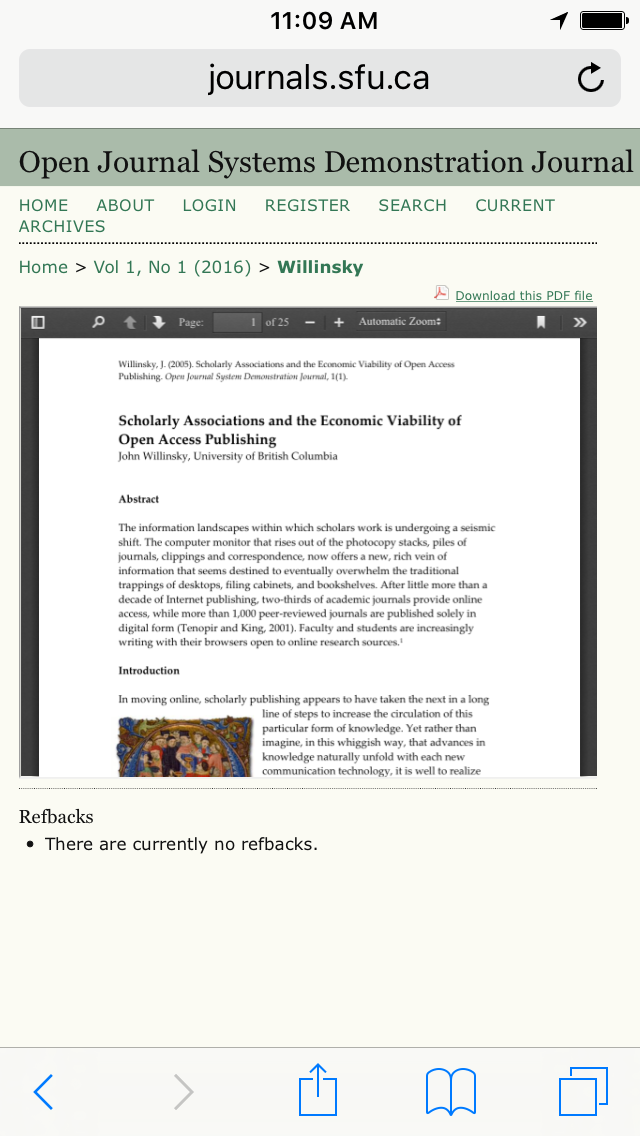 11:09 AM
journals.sfu.ca
Open Journal Systems Demonstration Journal
HOME ABOUT LOGIN REGISTER SEARCH CURRENT
ARCHIVES
Home > Vol 1, No 1 (2016) > Willinsky
Download this PDF file
Page: 1 of 25 − + Automatic Zoom
Willinsky, J. (2005). Scholarly Associations and the Economic Viability of Open Access
Publishing. Open Journal System Demonstration Journal, 1(1).
Scholarly Associations and the Economic Viability of
Open Access Publishing
John Willinsky, University of British Columbia
Abstract
The information landscapes within which scholars work is undergoing a seismic
shift. The computer monitor that rises out of the photocopy stacks, piles of
journals, clippings and correspondence, now offers a new, rich vein of
information that seems destined to eventually overwhelm the traditional
trappings of desktops, filing cabinets, and bookshelves. After little more than a
decade of Internet publishing, two-thirds of academic journals provide online
access, while more than 1,000 peer-reviewed journals are published solely in
digital form (Tenopir and King, 2001). Faculty and students are increasingly
writing with their browsers open to online research sources.¹
Introduction
In moving online, scholarly publishing appears to have taken the next in a long
line of steps to increase the circulation of this
particular form of knowledge. Yet rather than
imagine, in this whiggish way, that advances in
knowledge naturally unfold with each new
communication technology, it is well to realize
Refbacks
• There are currently no refbacks.